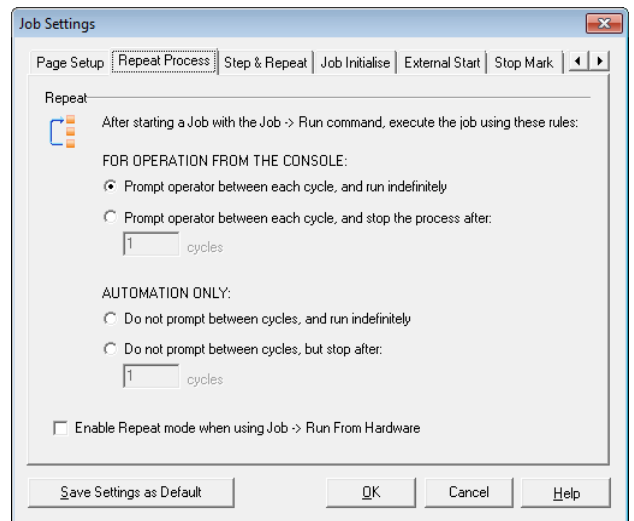 Job Settings
Page Setup Repeat Process Step & Repeat Job Initialise External Start Stop Mark
Repeat
After starting a Job with the Job -> Run command, execute the job using these rules:
FOR OPERATION FROM THE CONSOLE:
Prompt operator between each cycle, and run indefinitely
Prompt operator between each cycle, and stop the process after:
1 cycles
AUTOMATION ONLY:
Do not prompt between cycles, and run indefinitely
Do not prompt between cycles, but stop after:
1 cycles
Enable Repeat mode when using Job -> Run From Hardware
Save Settings as Default OK Cancel Help